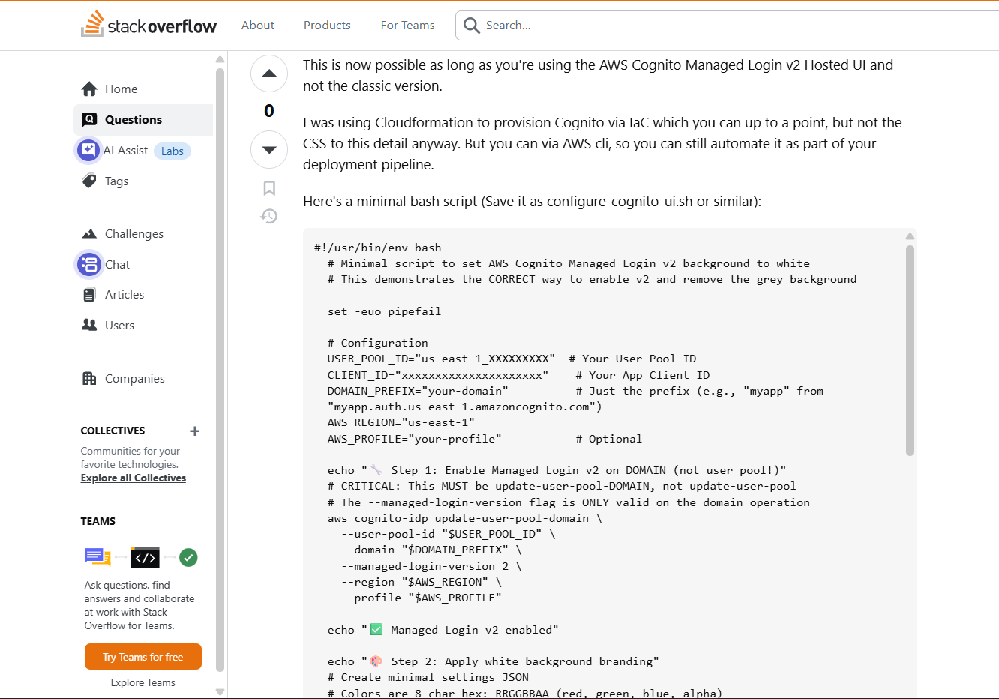 stackoverflow
About
Products
For Teams
Search...
Home
Questions
AI Assist Labs
Tags
Challenges
Chat
Articles
Users
Companies
COLLECTIVES
Communities for your
favorite technologies.
Explore all Collectives
TEAMS
Ask questions, find
answers and collaborate
at work with Stack
Overflow for Teams.
Try Teams for free
Explore Teams
0
This is now possible as long as you're using the AWS Cognito Managed Login v2 Hosted UI and
not the classic version.
I was using Cloudformation to provision Cognito via IaC which you can up to a point, but not the
CSS to this detail anyway. But you can via AWS cli, so you can still automate it as part of your
deployment pipeline.
Here's a minimal bash script (Save it as configure-cognito-ui.sh or similar):
#!/usr/bin/env bash
# Minimal script to set AWS Cognito Managed Login v2 background to white
# This demonstrates the CORRECT way to enable v2 and remove the grey background
set -euo pipefail
# Configuration
USER_POOL_ID="us-east-1_XXXXXXXXX"  # Your User Pool ID
CLIENT_ID="xxxxxxxxxxxxxxxxxxxxx"    # Your App Client ID
DOMAIN_PREFIX="your-domain"          # Just the prefix (e.g., "myapp" from
"myapp.auth.us-east-1.amazoncognito.com")
AWS_REGION="us-east-1"
AWS_PROFILE="your-profile"           # Optional
echo "🔧 Step 1: Enable Managed Login v2 on DOMAIN (not user pool!)"
# CRITICAL: This MUST be update-user-pool-DOMAIN, not update-user-pool
# The --managed-login-version flag is ONLY valid on the domain operation
aws cognito-idp update-user-pool-domain \
--user-pool-id "$USER_POOL_ID" \
--domain "$DOMAIN_PREFIX" \
--managed-login-version 2 \
--region "$AWS_REGION" \
--profile "$AWS_PROFILE"
echo "✅ Managed Login v2 enabled"
echo "🎨 Step 2: Apply white background branding"
# Create minimal settings JSON
# Colors are 8-char hex: RRGGBBAA (red, green, blue, alpha)